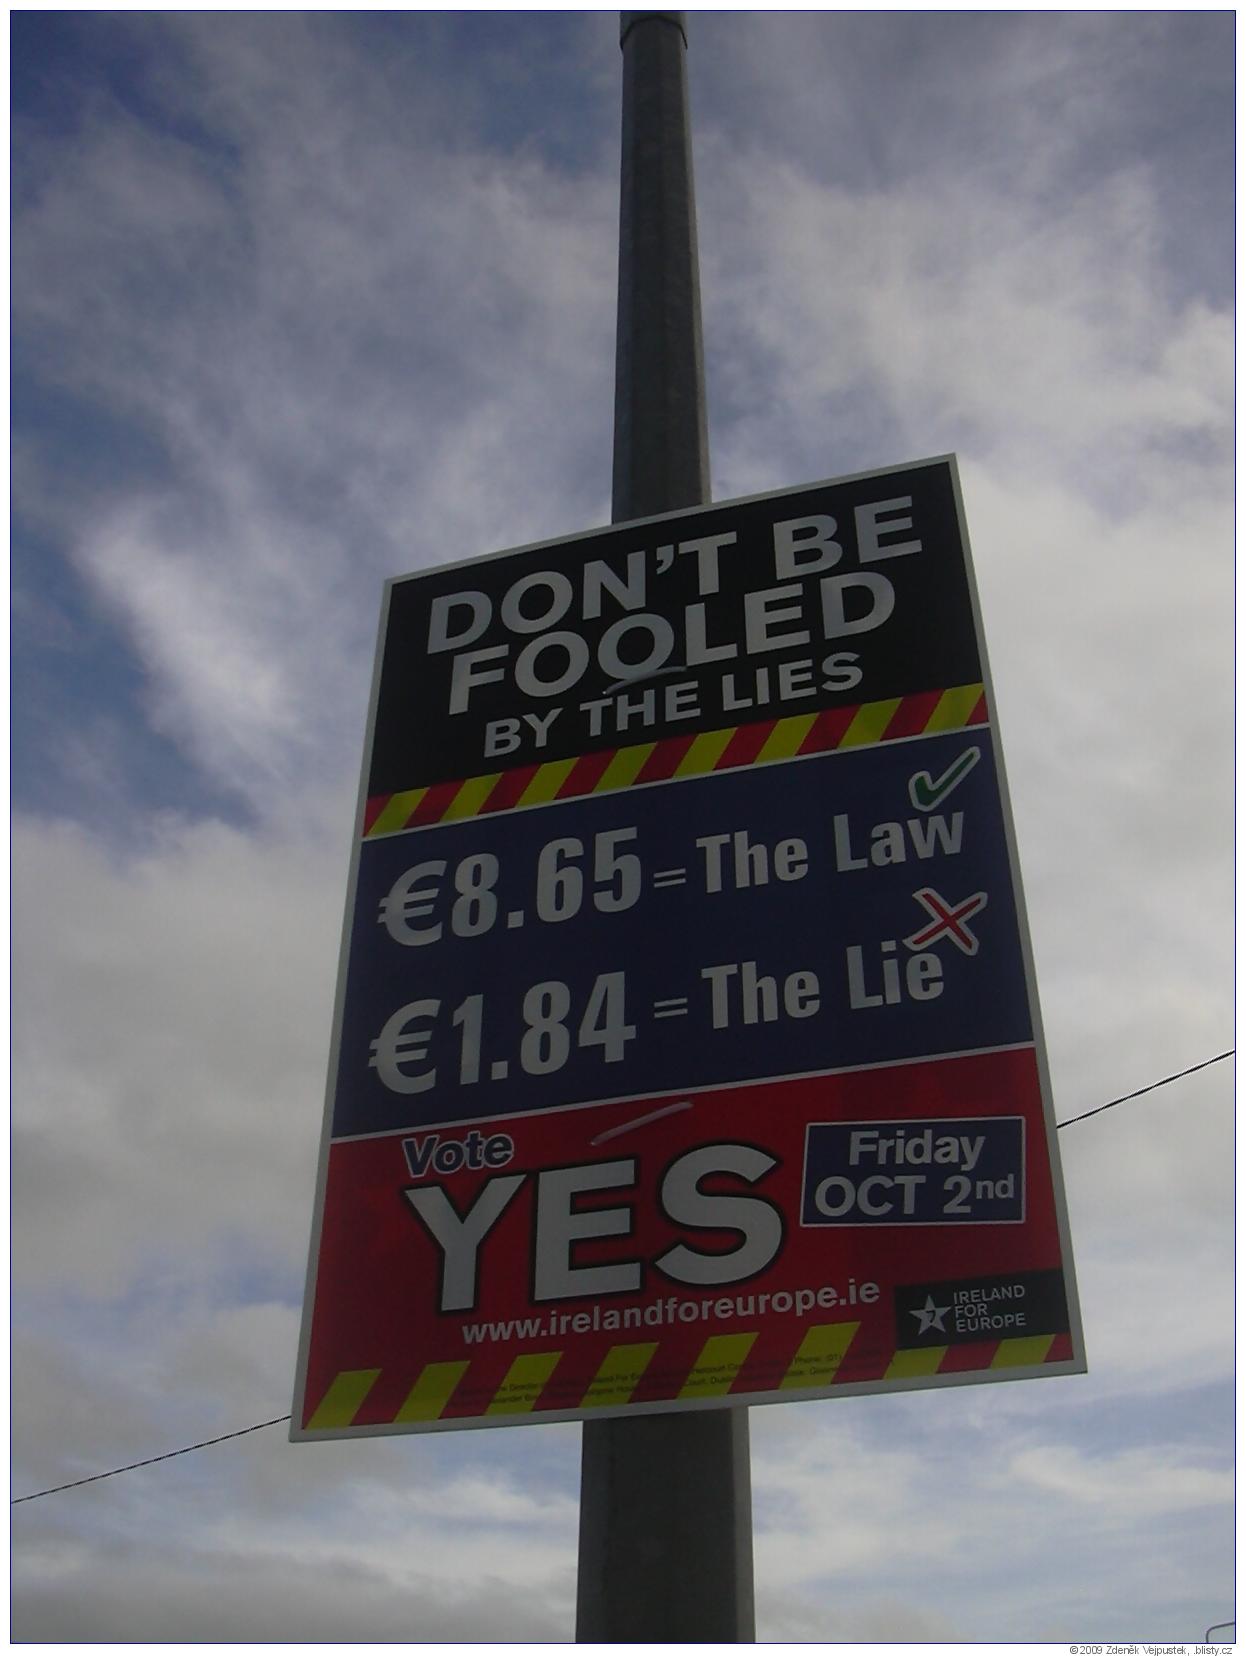 DON'T BE
FOOLED
BY THE LIES
€8.65 = The Law
€1.84 = The Lie
Vote
YES
Friday
OCT 2nd
www.irelandforeurope.ie
IRELAND
FOR
EUROPE
©2009 Zdeněk Vejpustek, .blisty.cz